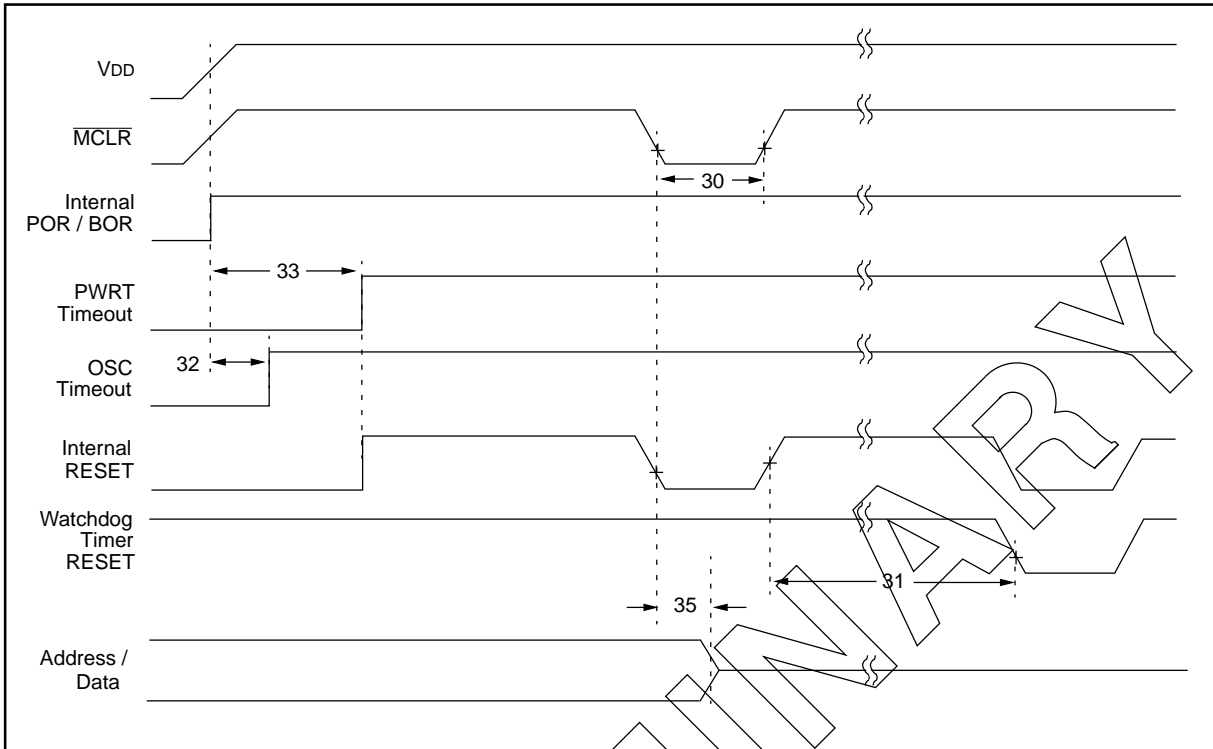 VDD
MCLR
30
Internal
POR / BOR
33
PWRT
Timeout
32
OSC
Timeout
Internal
RESET
Watchdog
Timer
RESET
31
35
Address /
Data
INARY